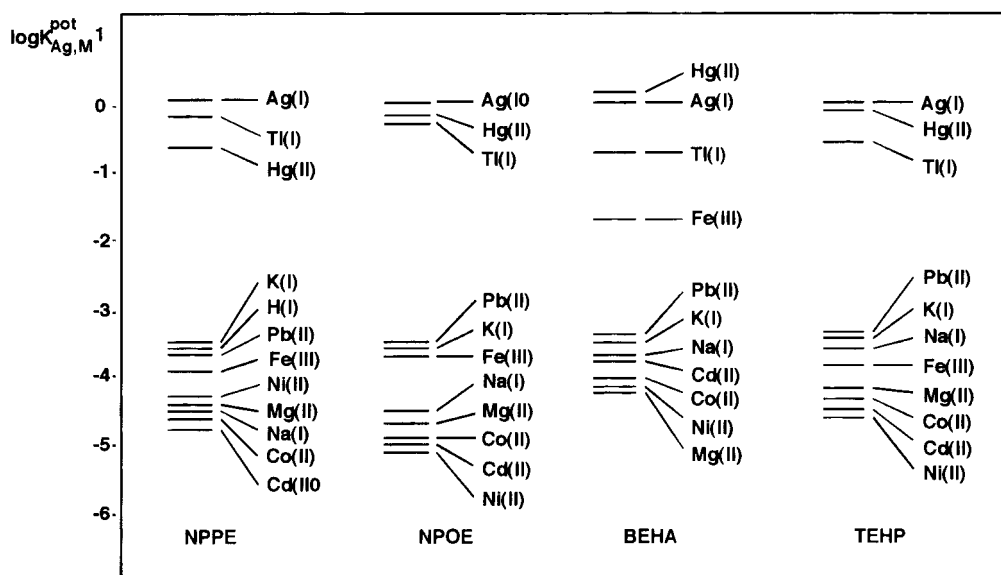 logK^pot_Ag,M
1
0
-1
-2
-3
-4
-5
-6
Ag(I)
Tl(I)
Hg(II)
K(I)
H(I)
Pb(II)
Fe(III)
Ni(II)
Mg(II)
Na(I)
Co(II)
Cd(II0
NPPE
Ag(I0
Hg(II)
Tl(I)
Pb(II)
K(I)
Fe(III)
Na(I)
Mg(II)
Co(II)
Cd(II)
Ni(II)
NPOE
Hg(II)
Ag(I)
Tl(I)
Fe(III)
Pb(II)
K(I)
Na(I)
Cd(II)
Co(II)
Ni(II)
Mg(II)
BEHA
Ag(I)
Hg(II)
Tl(I)
Pb(II)
K(I)
Na(I)
Fe(III)
Mg(II)
Co(II)
Cd(II)
Ni(II)
TEHP